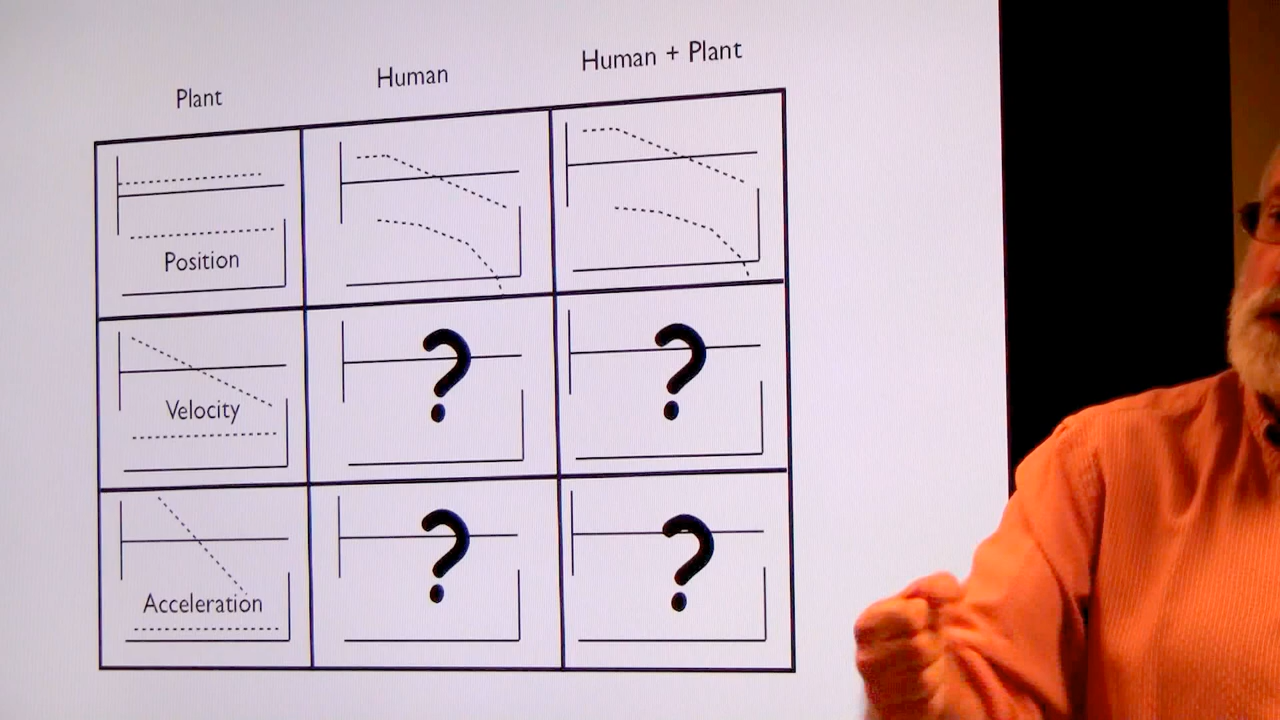 Plant
Human
Human + Plant
Position
Velocity
?
?
Acceleration
?
?